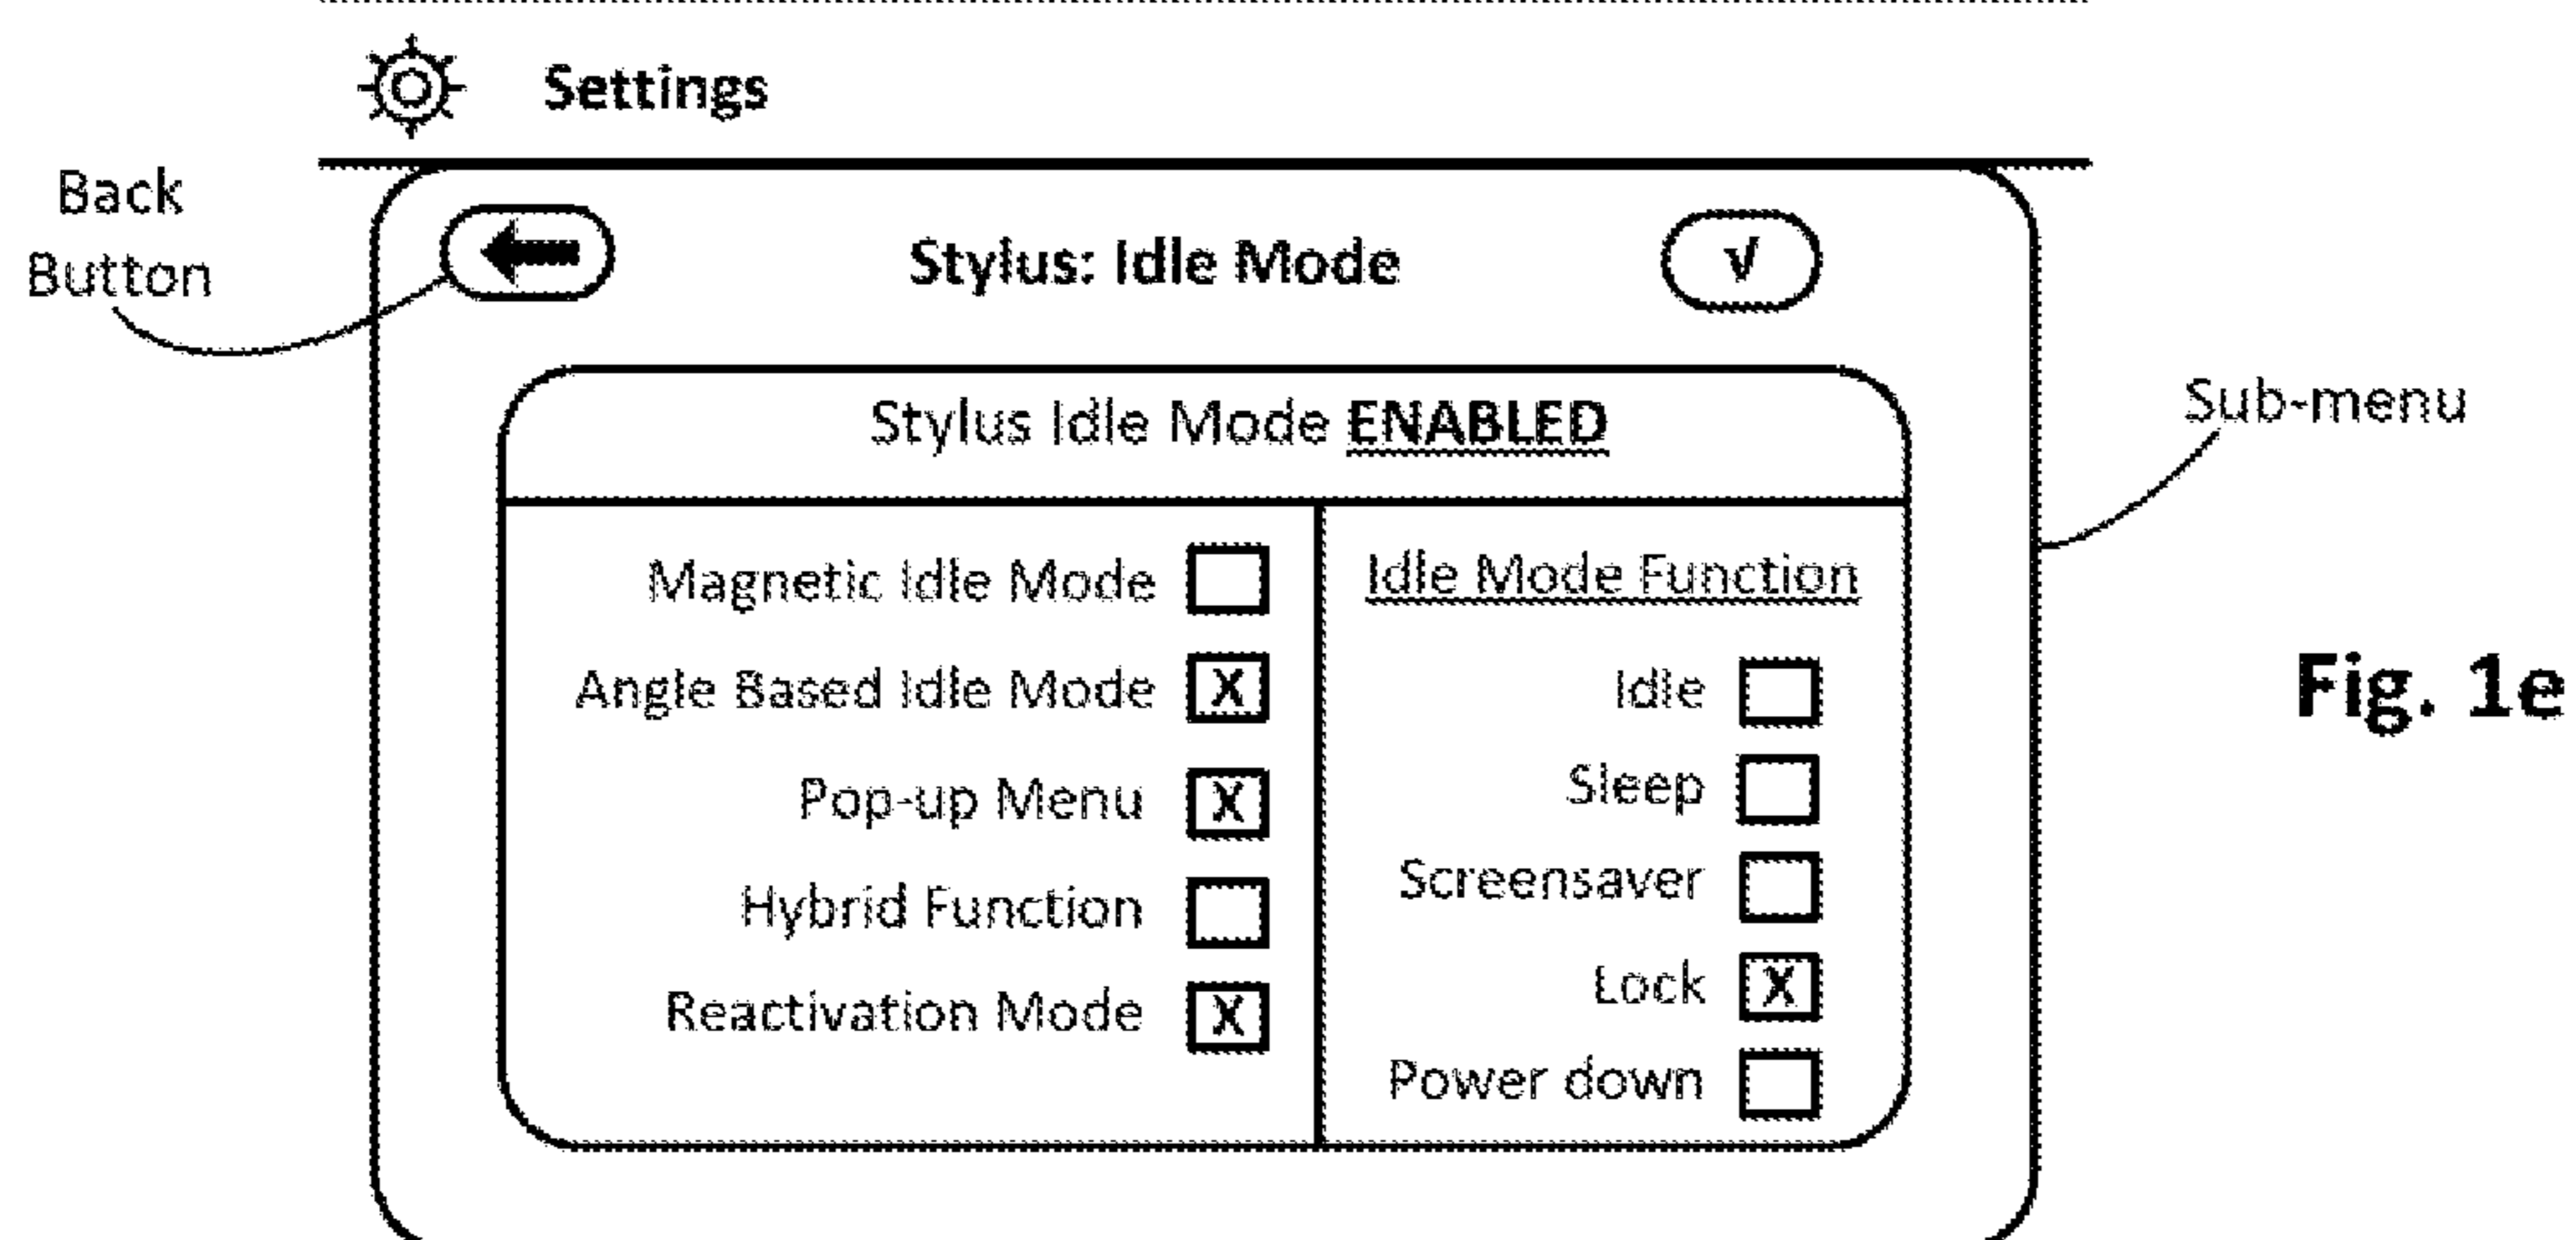 Settings
Back
Button
Stylus: Idle Mode
√
Stylus Idle Mode ENABLED
Sub-menu
Magnetic Idle Mode
Angle Based Idle Mode X
Pop-up Menu X
Hybrid Function
Reactivation Mode X
Idle Mode Function
Idle
Sleep
Screensaver
Lock X
Power down
Fig. 1e